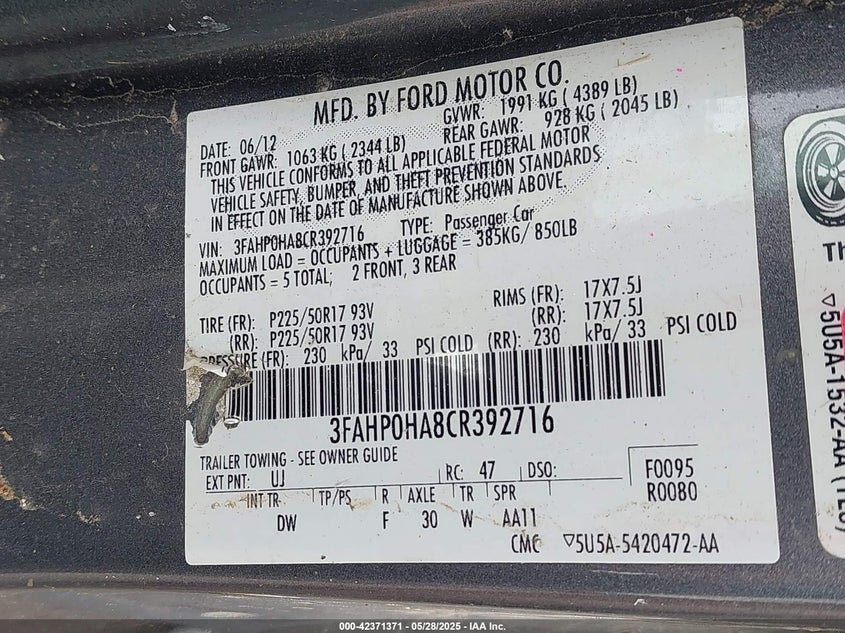 MFD. BY FORD MOTOR CO.
DATE: 06/12
GVWR: 1991 KG ( 4389 LB)
FRONT GAWR: 1063 KG ( 2344 LB)
REAR GAWR: 928 KG ( 2045 LB)
THIS VEHICLE CONFORMS TO ALL APPLICABLE FEDERAL MOTOR
VEHICLE SAFETY, BUMPER, AND THEFT PREVENTION STANDARDS
IN EFFECT ON THE DATE OF MANUFACTURE SHOWN ABOVE.
VIN: 3FAHP0HA8CR392716 TYPE: Passenger Car
MAXIMUM LOAD = OCCUPANTS + LUGGAGE = 385KG/ 850LB
OCCUPANTS = 5 TOTAL; 2 FRONT, 3 REAR
TIRE (FR): P225/50R17 93V RIMS (FR): 17X7.5J
(RR): P225/50R17 93V (RR): 17X7.5J
PRESSURE (FR): 230 kPa/ 33 PSI COLD (RR): 230 kPa/ 33 PSI COLD
3FAHP0HA8CR392716
TRAILER TOWING - SEE OWNER GUIDE
EXT PNT: UJ RC: 47 DSO: F0095
INT TR TP/PS R AXLE TR SPR R0080
DW F 30 W AA11
CMC ▽5U5A-5420472-AA
Th
▽5U5A-1532-AA (TL6)
000-42371371 | 05/28/2025 - IAA Inc.